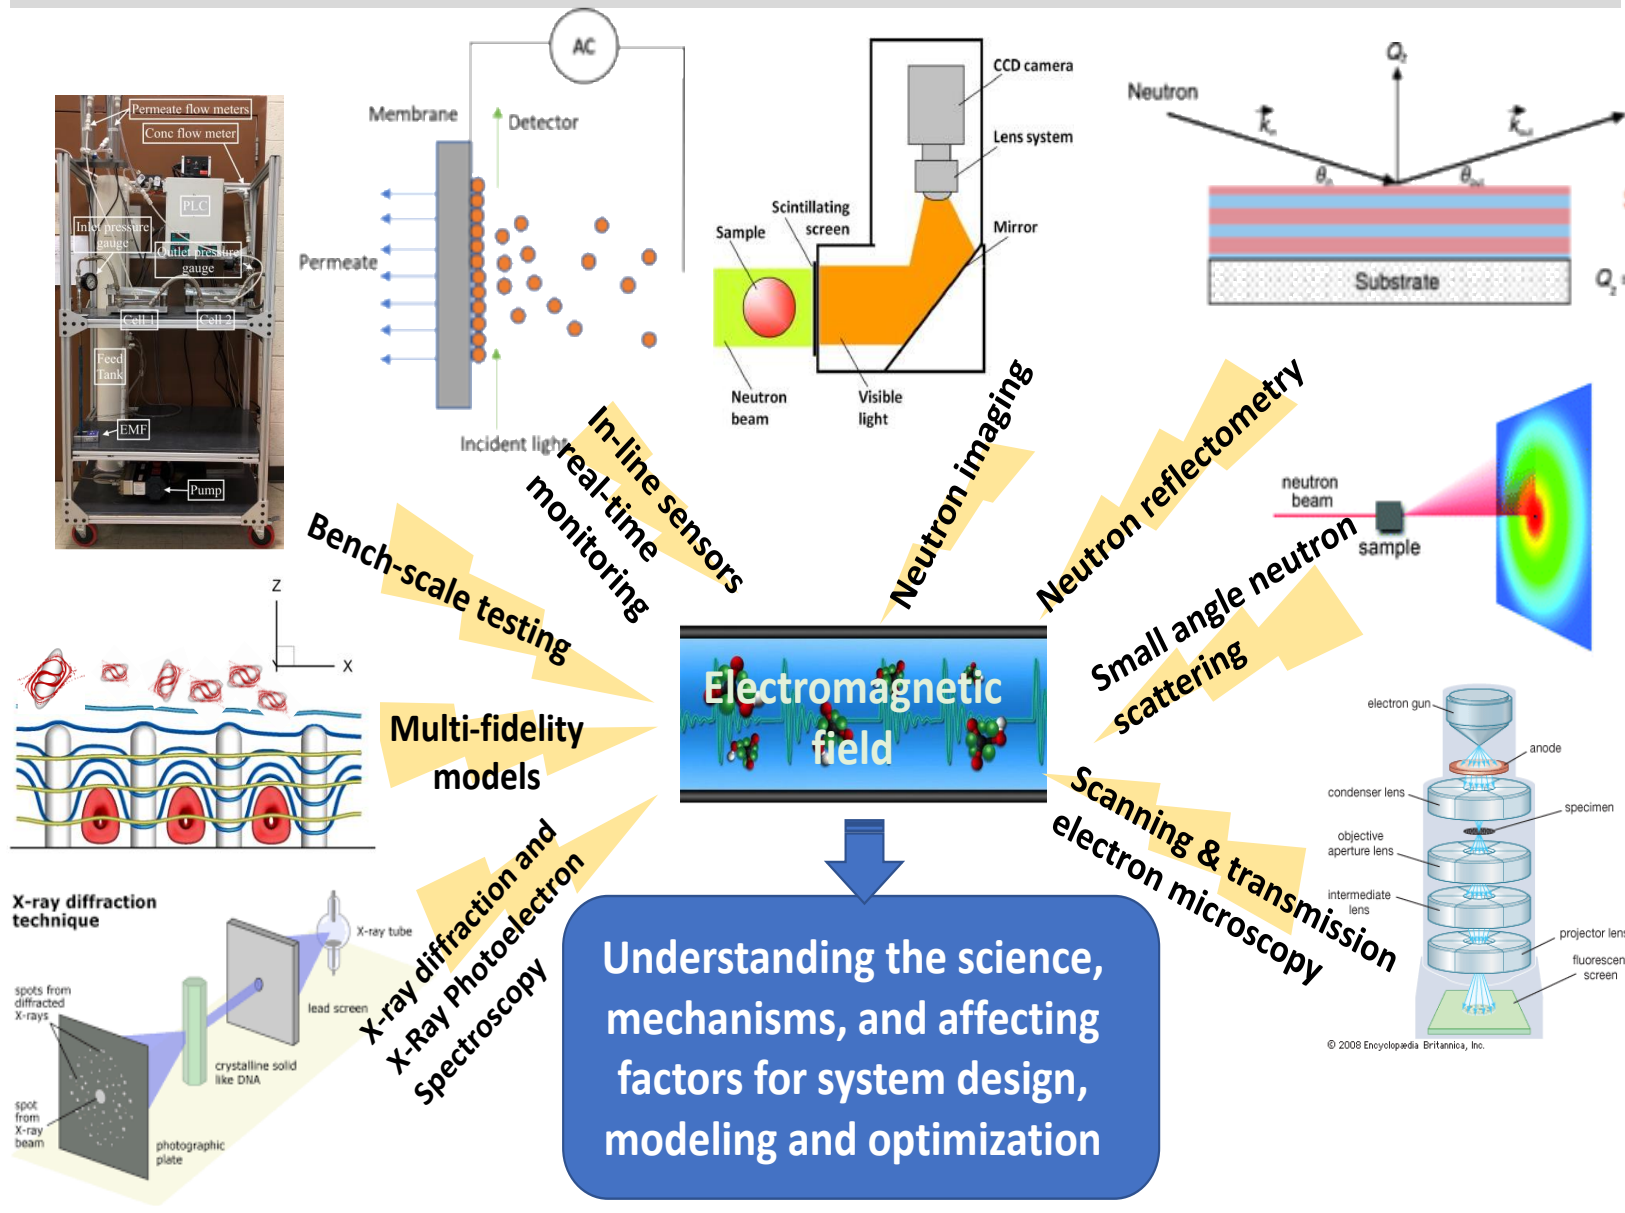 AC
Membrane
Detector
Permeate
Incident light
Permeate flow meters
Conc flow meter
PLC
Inlet pressure
gauge
Outlet pressure
gauge
Cell 1
Cell 2
Feed
Tank
EMF
Pump
CCD camera
Lens system
Scintillating
screen
Mirror
Sample
Neutron
beam
Visible
light
Qz
Neutron
k
k
θin
θout
Substrate
Qz =
In-line sensors
real-time
monitoring
Neutron imaging
Neutron reflectometry
neutron
beam
sample
Bench-scale testing
Small angle neutron
scattering
Z
Y
X
Multi-fidelity
models
Electromagnetic
field
Scanning & transmission
electron microscopy
electron gun
anode
condenser lens
specimen
objective
aperture lens
intermediate
lens
projector lens
fluorescen
screen
© 2008 Encyclopædia Britannica, Inc.
X-ray diffraction
technique
X-ray tube
lead screen
spots from
diffracted
X-rays
crystalline solid
like DNA
spot
from
X-ray
beam
photographic
plate
X-ray diffraction and
X-Ray Photoelectron
Spectroscopy
Understanding the science,
mechanisms, and affecting
factors for system design,
modeling and optimization